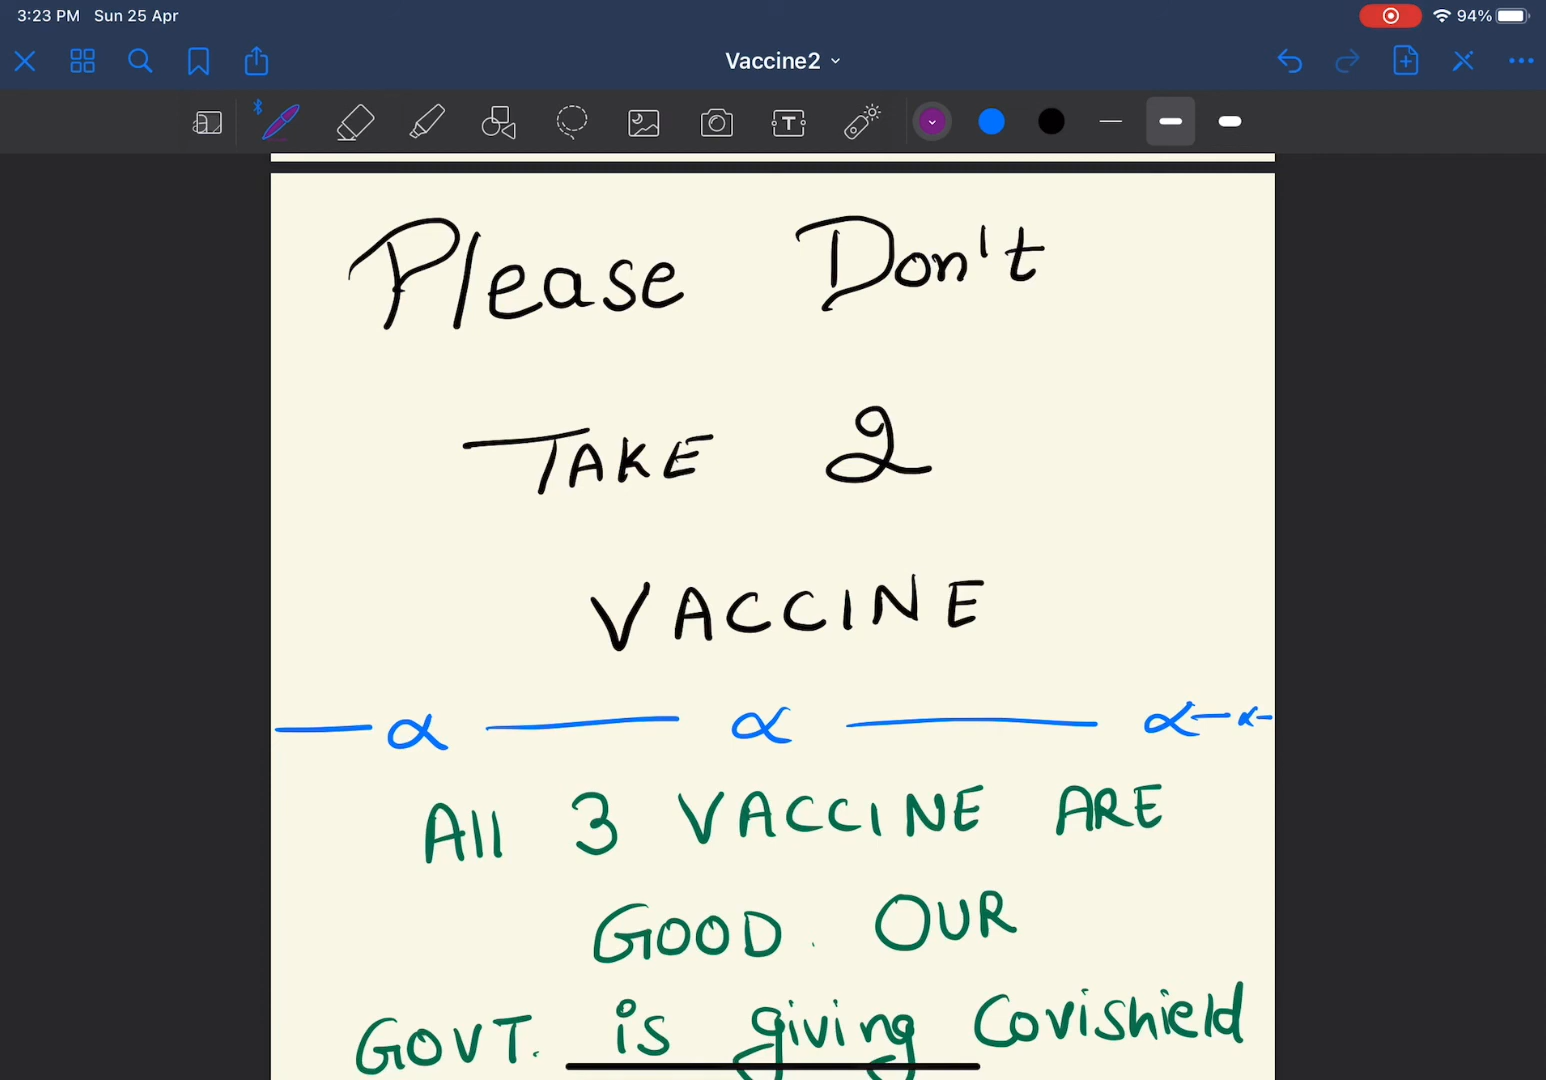 3:23 PM Sun 25 Apr
94%
Vaccine2
T
Please Don't
TAKE 2
VACCINE
— α — α — α – α -
All 3 VACCINE ARE
GOOD. OUR
GOVT. is giving Covishield